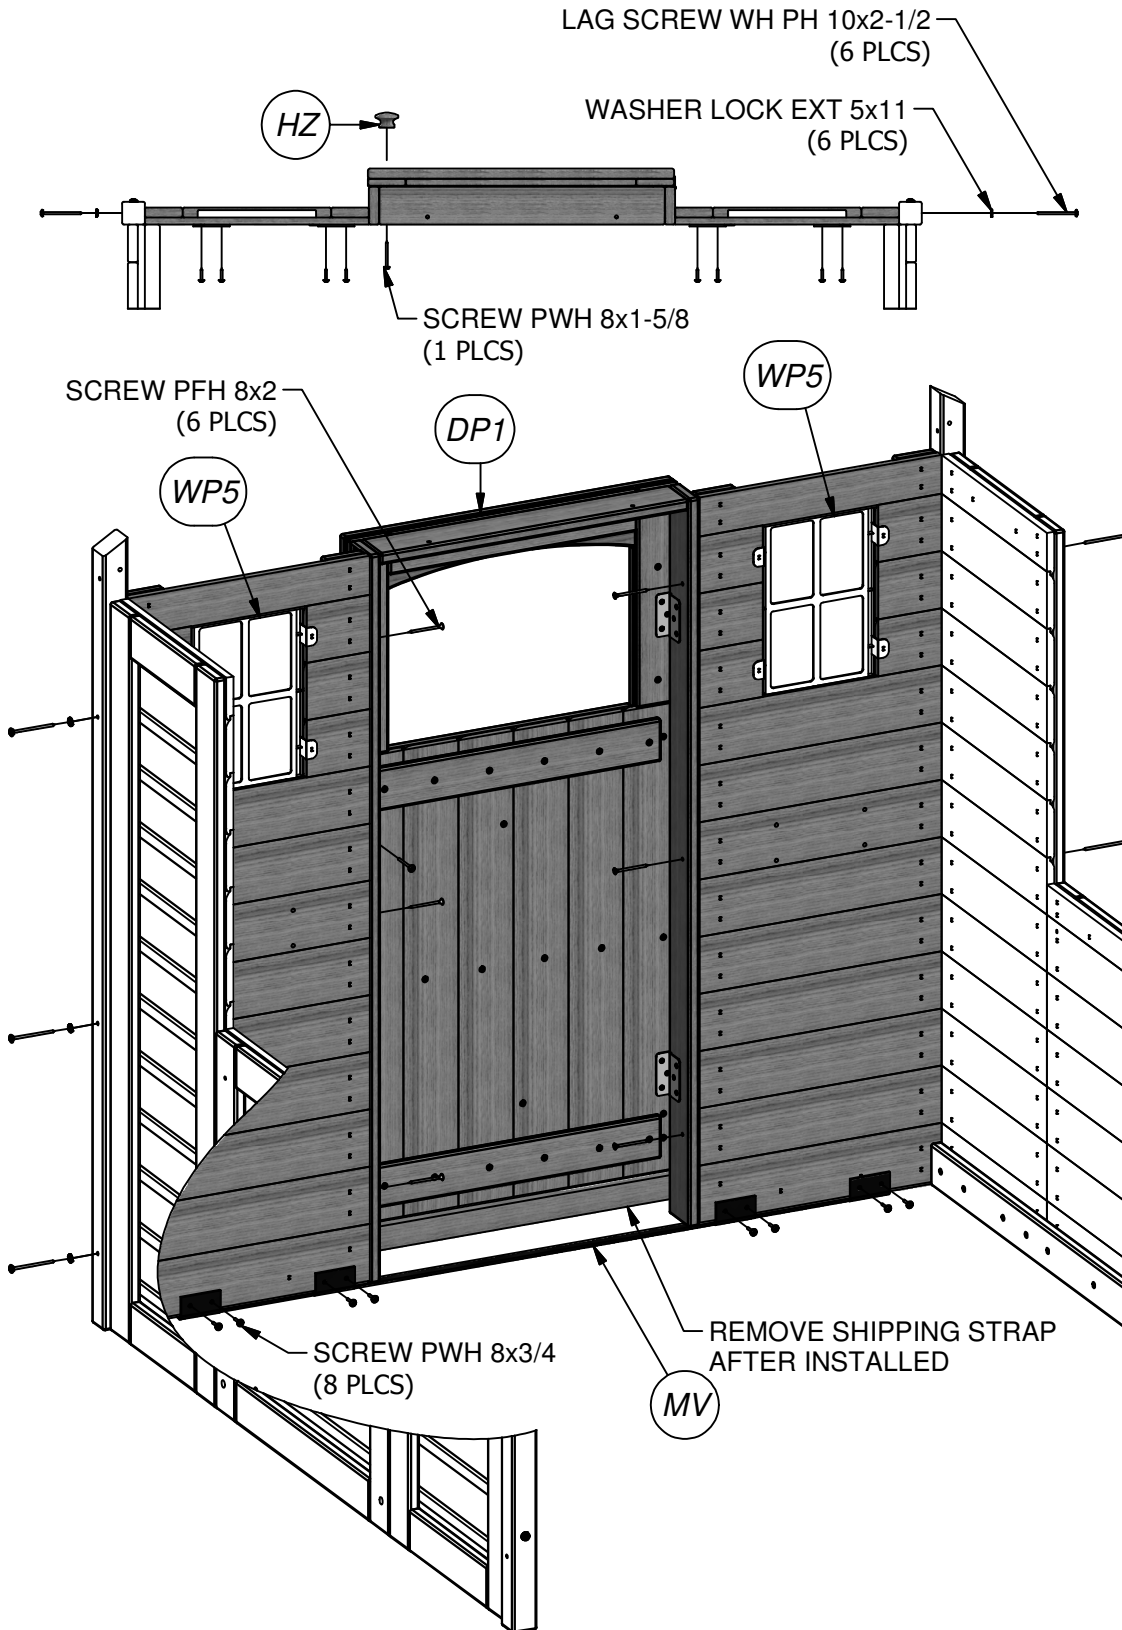 LAG SCREW WH PH 10x2-1/2
(6 PLCS)
WASHER LOCK EXT 5x11
(6 PLCS)
HZ
SCREW PWH 8x1-5/8
(1 PLCS)
SCREW PFH 8x2
(6 PLCS)
DP1
WP5
WP5
REMOVE SHIPPING STRAP
AFTER INSTALLED
SCREW PWH 8x3/4
(8 PLCS)
MV